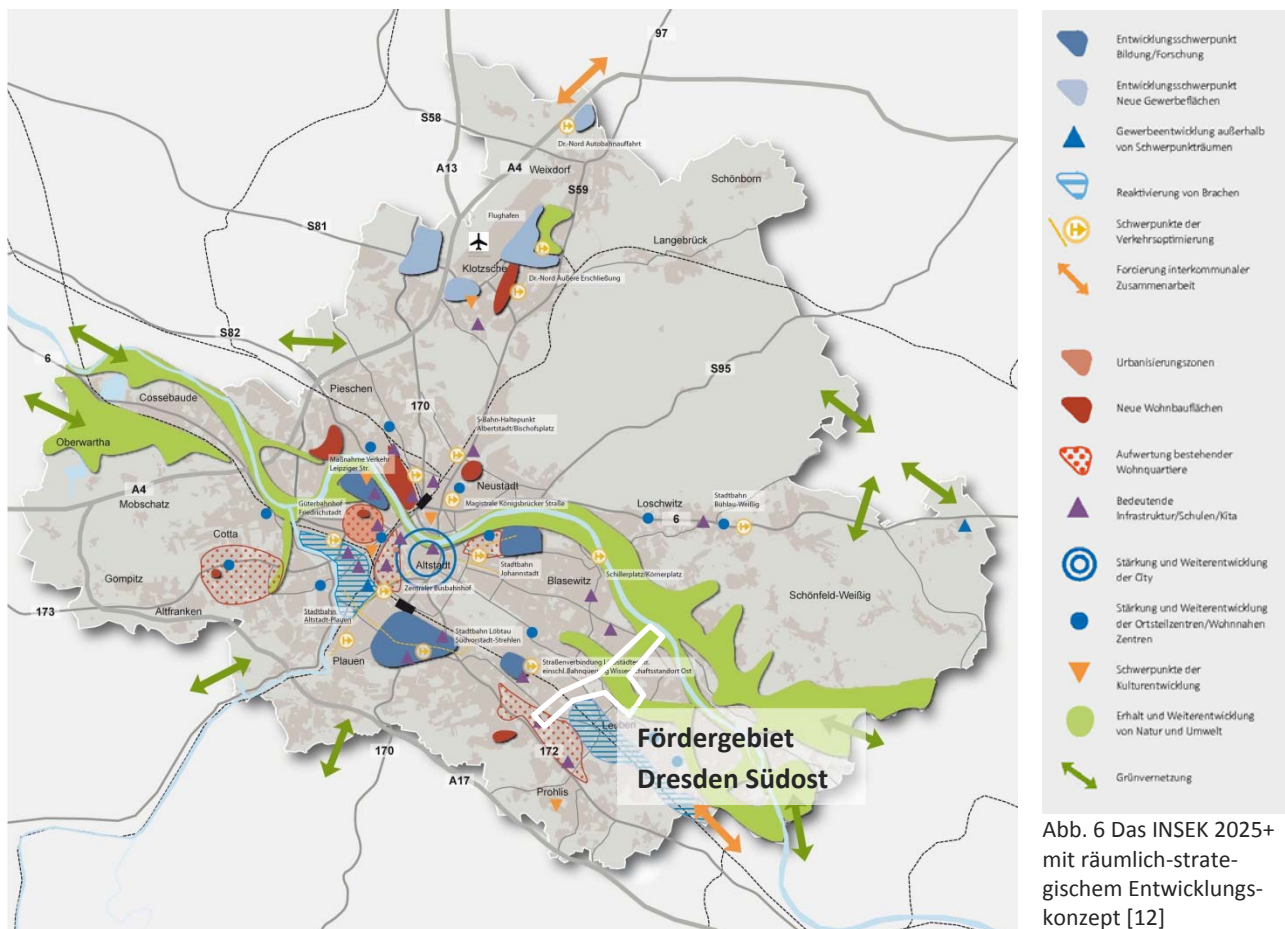 97
S58
Dr.-Nord Autobahnauffahrt
A13
A4
Weixdorf
Schönborn
S59
Flughafen
S81
Langebrück
Klotzsche
Dr.-Nord Äußere Erschließung
S82
6
S95
Pieschen
Cossebaude
170
S-Bahn-Haltepunkt
Albertstadt/Bischofsplatz
Oberwartha
Maßnahme Verkehr
Leipziger Str.
Neustadt
A4
Mobschatz
Güterbahnhof
Friedrichstadt
Magistrale Königsbrücker Straße
Loschwitz
6
Stadtbahn
Bühlau-Weißig
Cotta
Altstadt
Stadtbahn
Johannstadt
Schillerplatz/Körnerplatz
Gompitz
Zentraler Busbahnhof
Blasewitz
Schönfeld-Weißig
173
Altfranken
Stadtbahn
Altstadt-Plauen
Stadtbahn Löbtau
Südvorstadt-Strehlen
Plauen
Straßenverbindung
einschl. Bahnquerung
Ost
172
170
A17
Prohlis
Fördergebiet
Dresden Südost
Entwicklungsschwerpunkt
Bildung/Forschung
Entwicklungsschwerpunkt
Neue Gewerbeflächen
Gewerbeentwicklung außerhalb
von Schwerpunkträumen
Reaktivierung von Brachen
Schwerpunkte der
Verkehrsoptimierung
Forcierung interkommunaler
Zusammenarbeit
Urbanisierungszonen
Neue Wohnbauflächen
Aufwertung bestehender
Wohnquartiere
Bedeutende
Infrastruktur/Schulen/Kita
Stärkung und Weiterentwicklung
der City
Stärkung und Weiterentwicklung
der Ortsteilzentren/Wohnnahen
Zentren
Schwerpunkte der
Kulturentwicklung
Erhalt und Weiterentwicklung
von Natur und Umwelt
Grünvernetzung
Abb. 6 Das INSEK 2025+
mit räumlich-strate-
gischem Entwicklungs-
konzept [12]